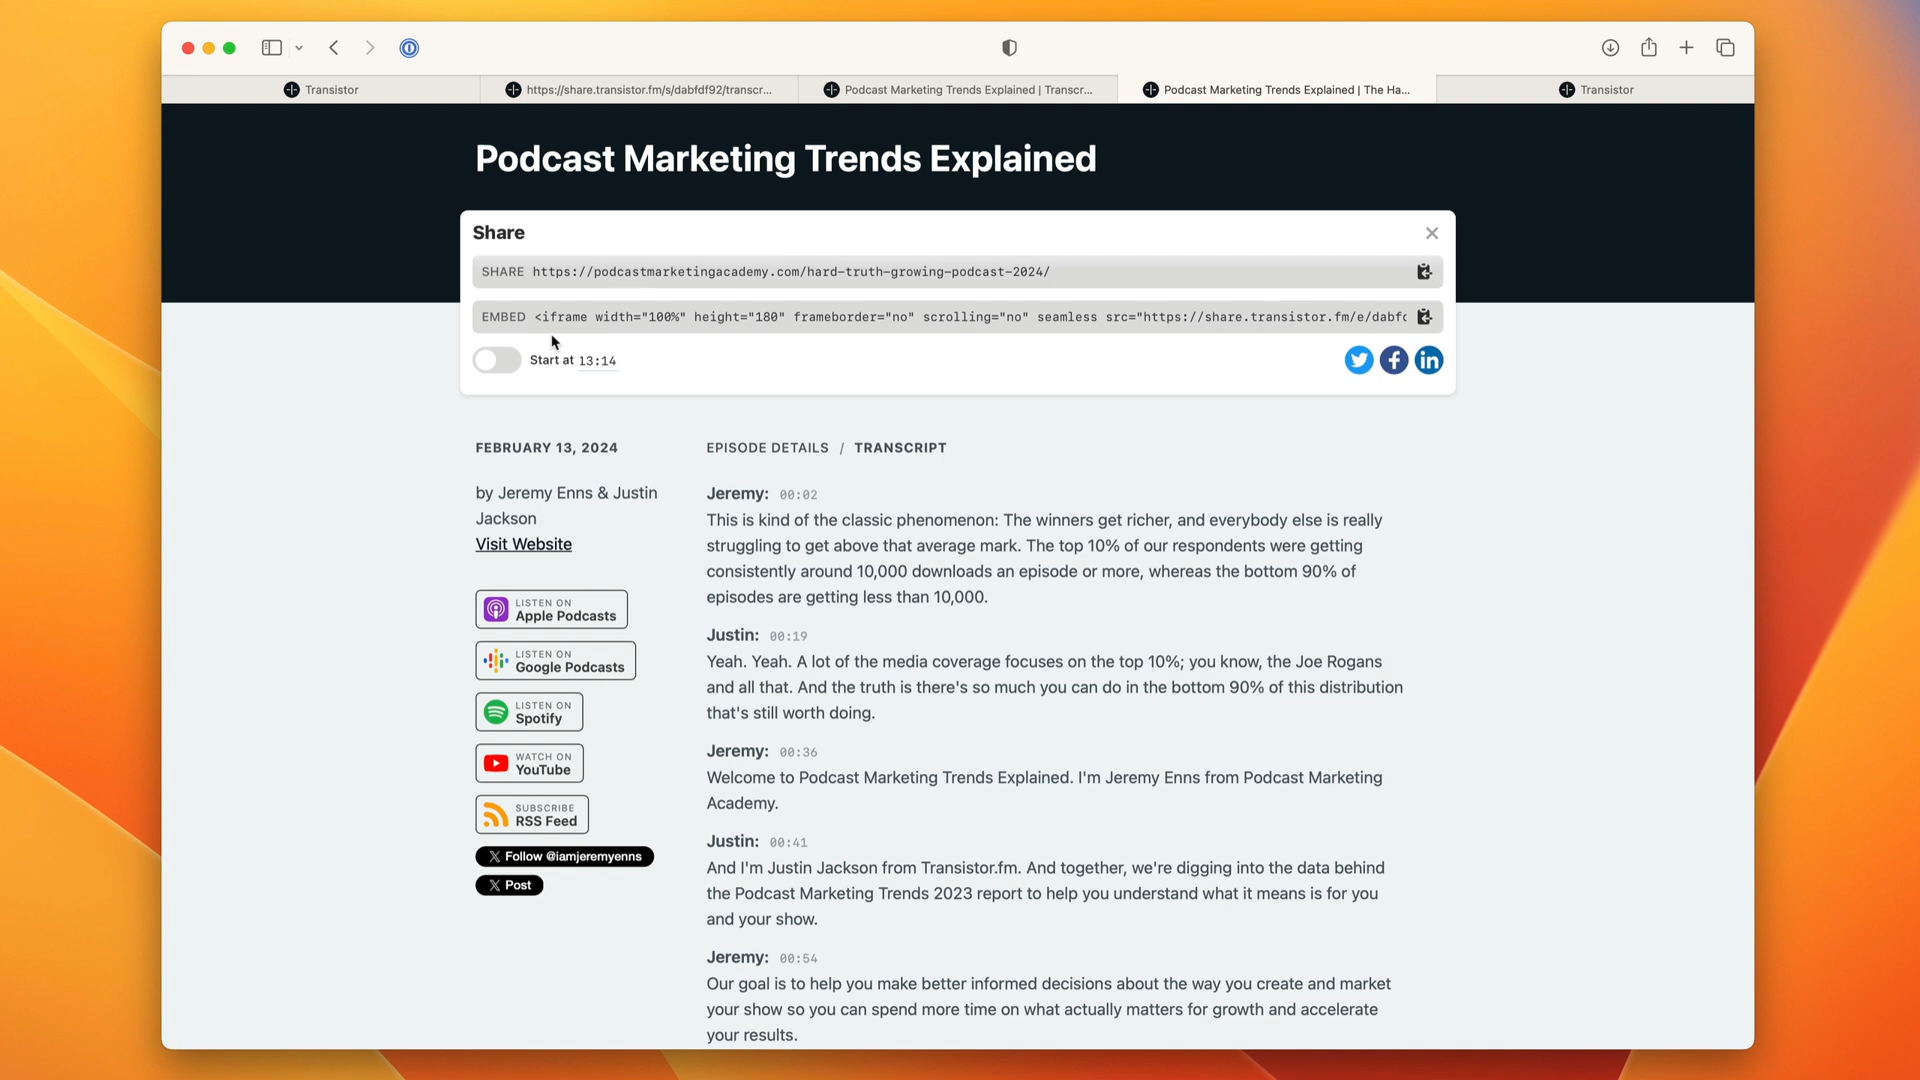 Transistor
https://share.transistor.fm/s/dabfdf92/transcr...
Podcast Marketing Trends Explained | Transcr...
Podcast Marketing Trends Explained | The Ha...
Transistor
Podcast Marketing Trends Explained
Share
SHARE https://podcastmarketingacademy.com/hard-truth-growing-podcast-2024/
EMBED <iframe width="100%" height="180" frameborder="no" scrolling="no" seamless src="https://share.transistor.fm/e/dabfd
Start at 13:14
FEBRUARY 13, 2024
by Jeremy Enns & Justin
Jackson
Visit Website
LISTEN ON
Apple Podcasts
LISTEN ON
Google Podcasts
LISTEN ON
Spotify
WATCH ON
YouTube
SUBSCRIBE
RSS Feed
Follow @iamjeremyenns
Post
EPISODE DETAILS / TRANSCRIPT
Jeremy: 00:02
This is kind of the classic phenomenon: The winners get richer, and everybody else is really
struggling to get above that average mark. The top 10% of our respondents were getting
consistently around 10,000 downloads an episode or more, whereas the bottom 90% of
episodes are getting less than 10,000.
Justin: 00:19
Yeah. Yeah. A lot of the media coverage focuses on the top 10%; you know, the Joe Rogans
and all that. And the truth is there's so much you can do in the bottom 90% of this distribution
that's still worth doing.
Jeremy: 00:36
Welcome to Podcast Marketing Trends Explained. I'm Jeremy Enns from Podcast Marketing
Academy.
Justin: 00:41
And I'm Justin Jackson from Transistor.fm. And together, we're digging into the data behind
the Podcast Marketing Trends 2023 report to help you understand what it means is for you
and your show.
Jeremy: 00:54
Our goal is to help you make better informed decisions about the way you create and market
your show so you can spend more time on what actually matters for growth and accelerate
your results.